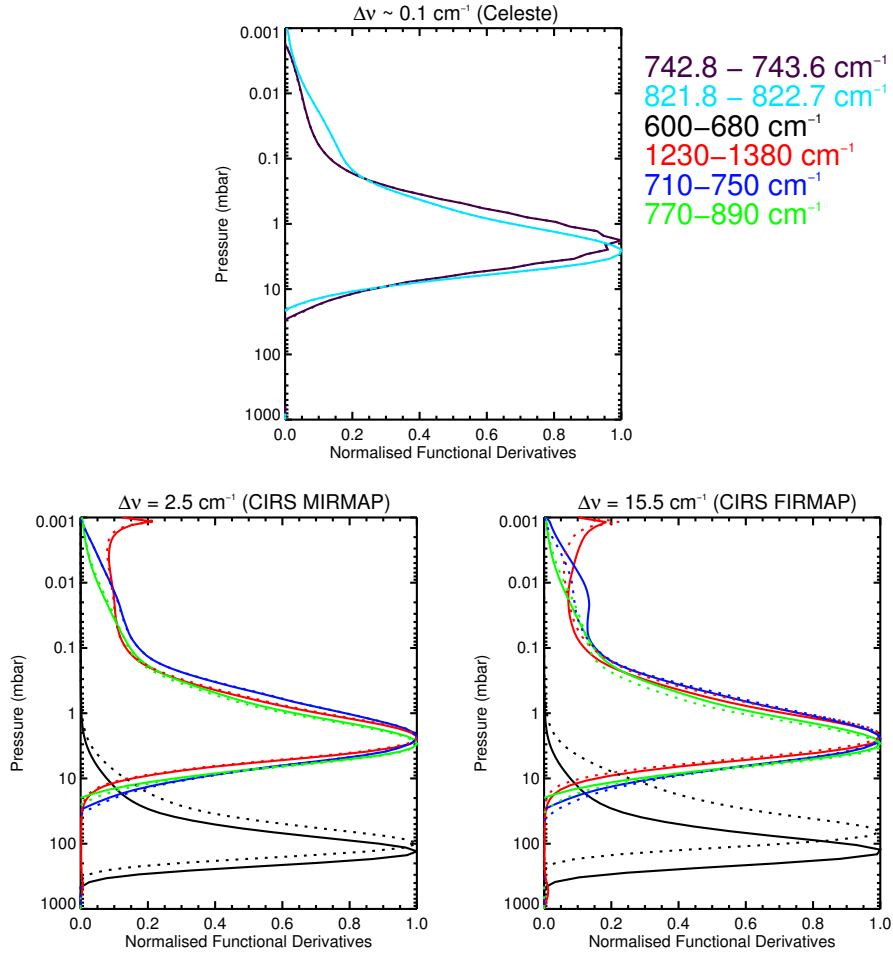 Δν ~ 0.1 cm⁻¹ (Celeste)
0.001
0.01
0.1
1
10
100
1000
Pressure (mbar)
0.0 0.2 0.4 0.6 0.8 1.0
Normalised Functional Derivatives
742.8 − 743.6 cm⁻¹
821.8 − 822.7 cm⁻¹
600−680 cm⁻¹
1230−1380 cm⁻¹
710−750 cm⁻¹
770−890 cm⁻¹
Δν = 2.5 cm⁻¹ (CIRS MIRMAP)
0.001
0.01
0.1
1
10
100
1000
Pressure (mbar)
0.0 0.2 0.4 0.6 0.8 1.0
Normalised Functional Derivatives
Δν = 15.5 cm⁻¹ (CIRS FIRMAP)
0.001
0.01
0.1
1
10
100
1000
Pressure (mbar)
0.0 0.2 0.4 0.6 0.8 1.0
Normalised Functional Derivatives